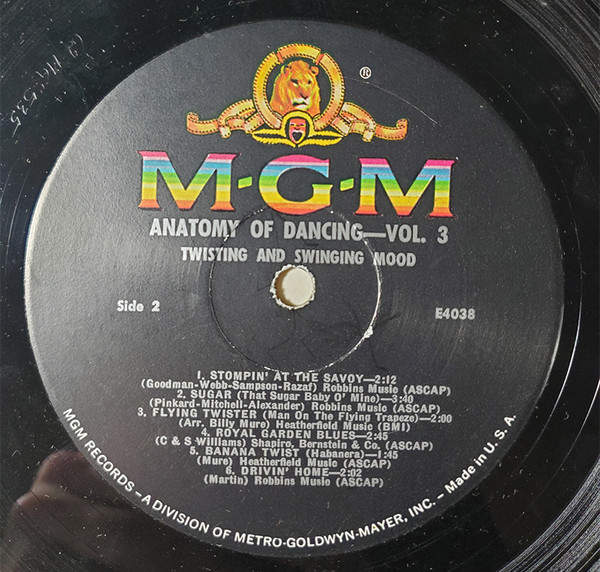 ®
M-G-M
ANATOMY OF DANCING—VOL. 3
TWISTING AND SWINGING MOOD
Side 2
E4038
1. STOMPIN' AT THE SAVOY—2:12
(Goodman-Webb-Sampson-Razaf) Robbins Music (ASCAP)
2. SUGAR (That Sugar Baby O' Mine)—3:40
(Pinkard-Mitchell-Alexander) Robbins Music (ASCAP)
3. FLYING TWISTER (Man On The Flying Trapeze)—2:00
(Arr. Billy Mure) Heatherfield Music (BMI)
4. ROYAL GARDEN BLUES—2:45
(C & S Williams) Shapiro, Bernstein & Co. (ASCAP)
5. BANANA TWIST (Habanera)—1:45
(Mure) Heatherfield Music (ASCAP)
6. DRIVIN' HOME—2:02
(Martin) Robbins Music (ASCAP)
MGM RECORDS – A DIVISION OF METRO-GOLDWYN-MAYER, INC. – Made in U.S.A.